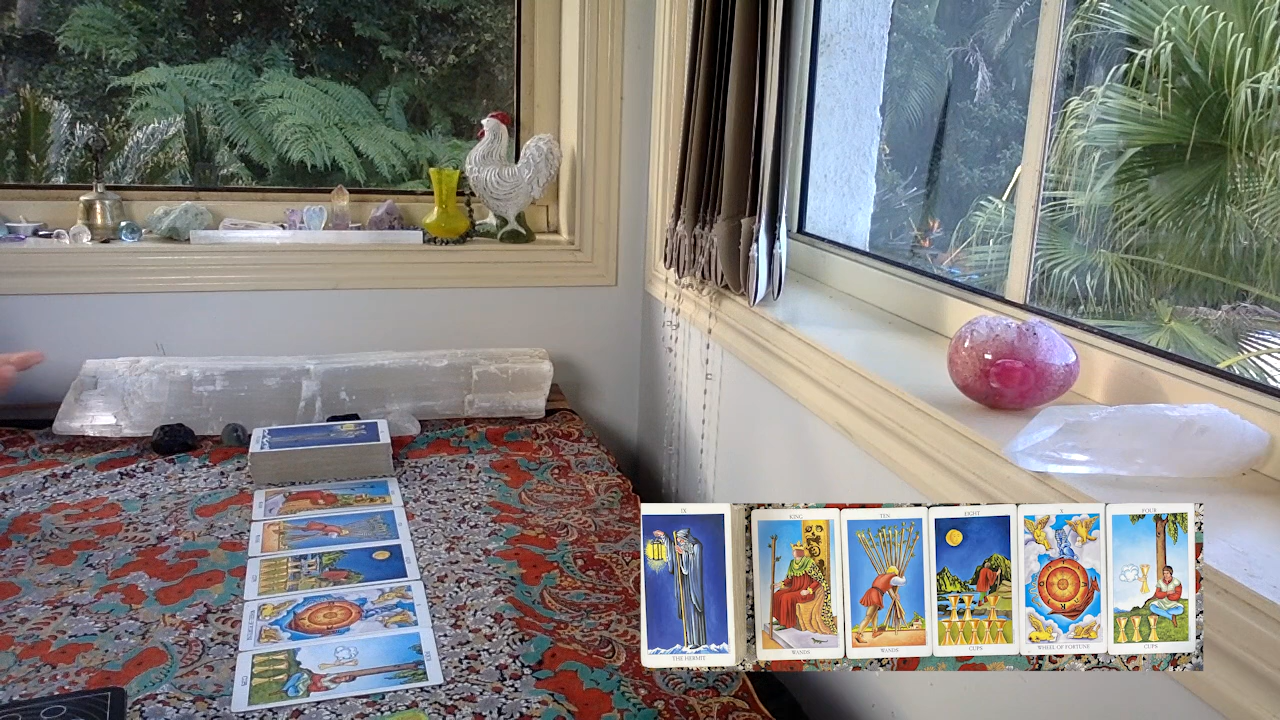 IX
THE HERMIT
KING
WANDS
TEN
WANDS
EIGHT
CUPS
X
WHEEL OF FORTUNE
FOUR
CUPS